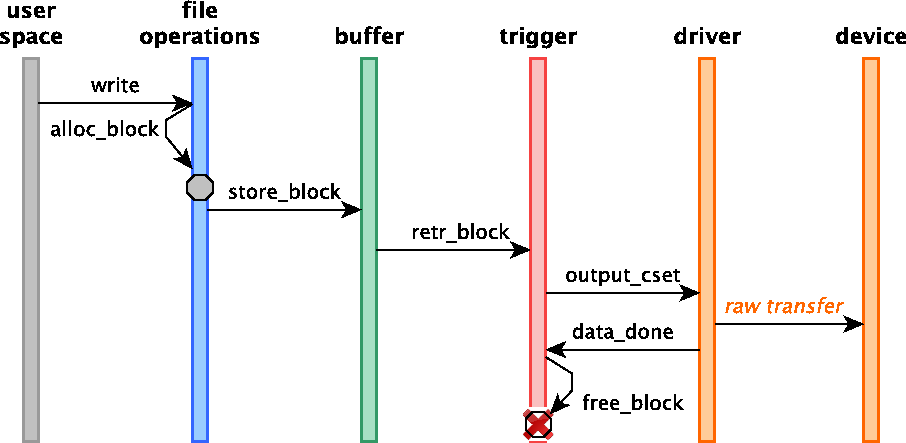 user
space
file
operations
buffer
trigger
driver
device
write
alloc_block
store_block
retr_block
output_cset
raw transfer
data_done
free_block